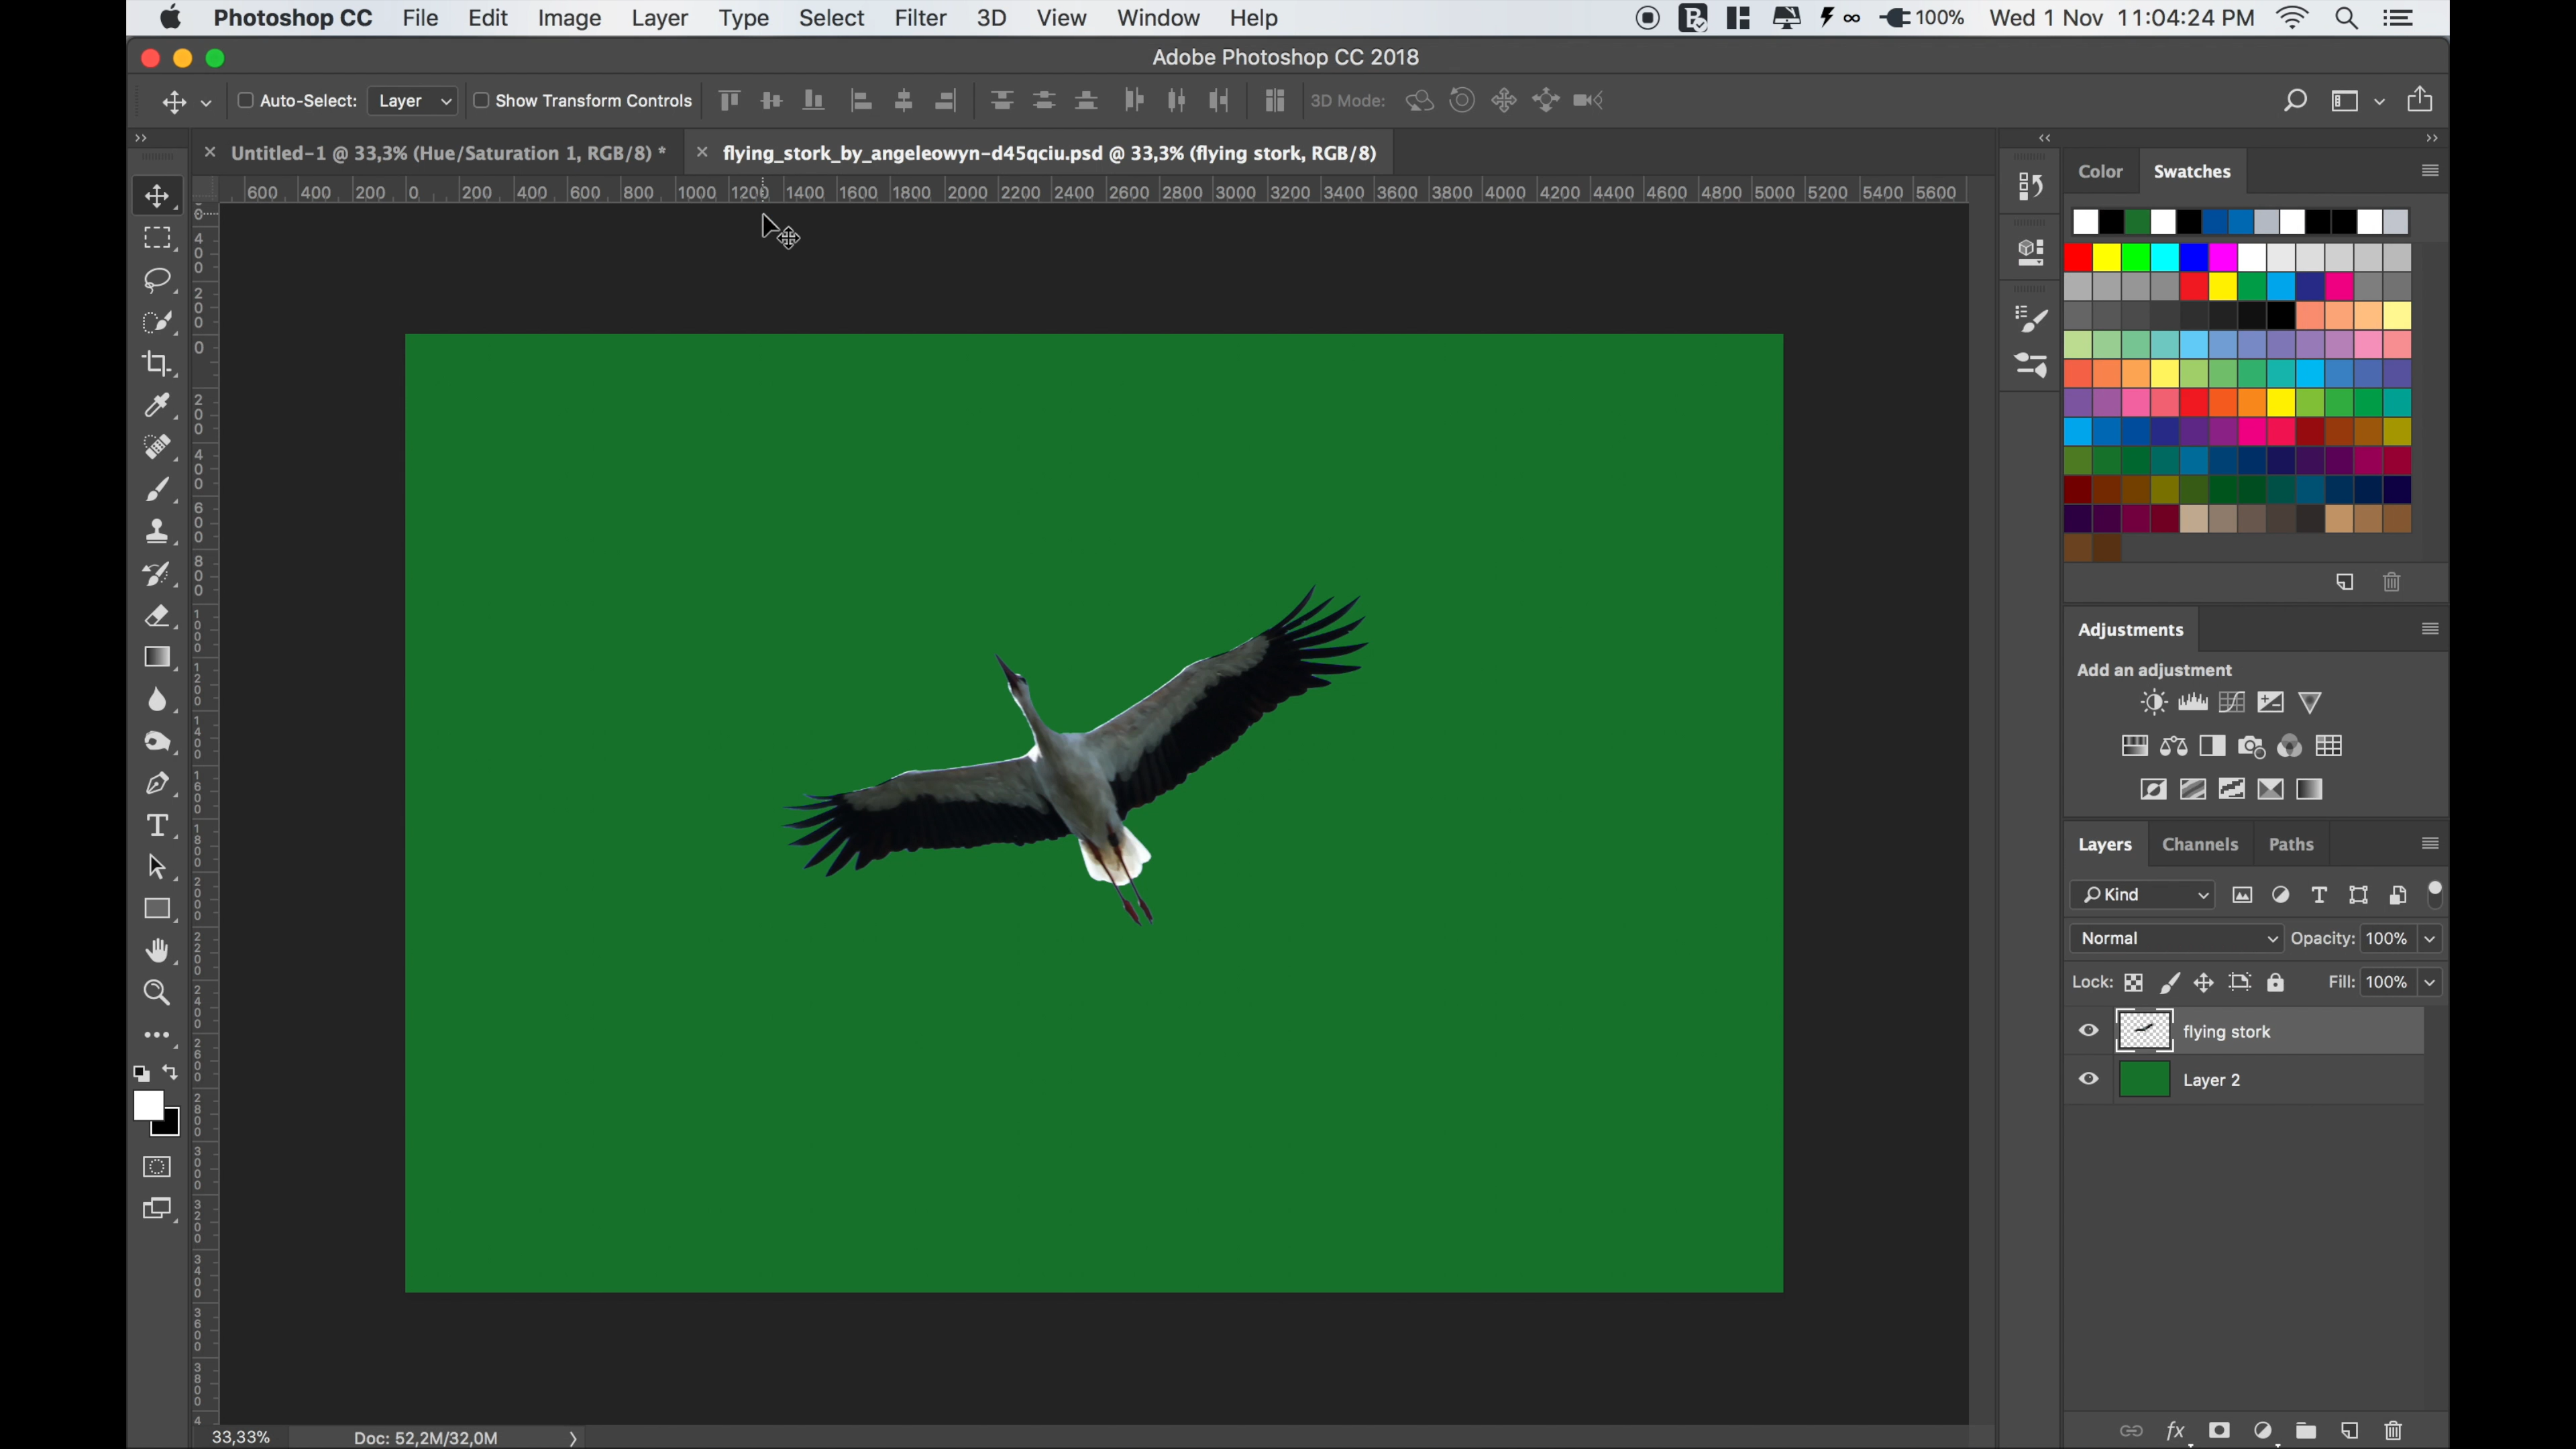 Photoshop CC File Edit Image Layer Type Select Filter 3D View Window Help 100% Wed 1 Nov 11:04:24 PM
Adobe Photoshop CC 2018
Auto-Select: Layer Show Transform Controls 3D Mode:
Untitled-1 @ 33,3% (Hue/Saturation 1, RGB/8) * flying_stork_by_angeleowyn-d45qciu.psd @ 33,3% (flying stork, RGB/8)
600 400 200 0 200 400 600 800 1000 1200 1400 1600 1800 2000 2200 2400 2600 2800 3000 3200 3400 3600 3800 4000 4200 4400 4600 4800 5000 5200 5400 5600
Color Swatches
Adjustments
Add an adjustment
Layers Channels Paths
Kind
Normal Opacity: 100%
Lock: Fill: 100%
flying stork
Layer 2
33,33% Doc: 52,2M/32,0M